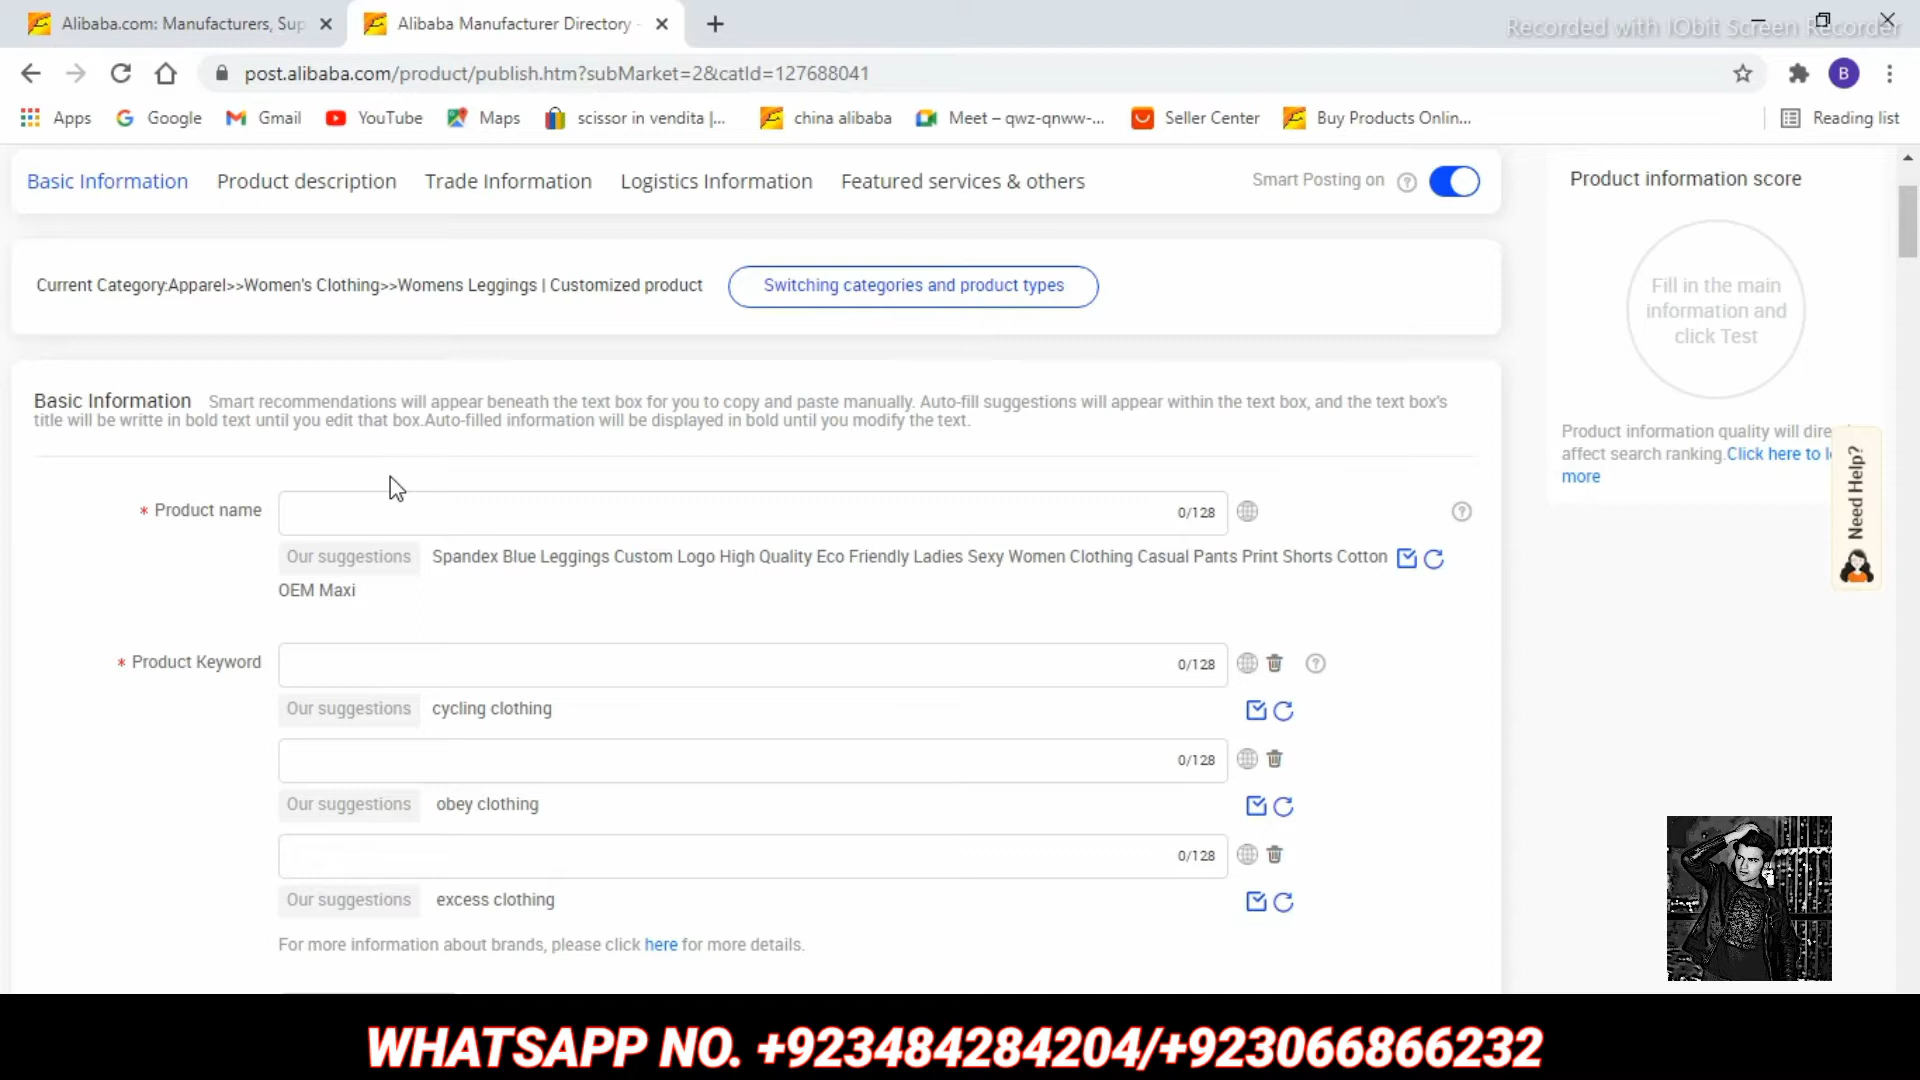 Alibaba.com: Manufacturers, Sup
Alibaba Manufacturer Directory -
Recorded with IObit Screen Recorder
post.alibaba.com/product/publish.htm?subMarket=2&catId=127688041
B
Apps
Google
Gmail
YouTube
Maps
scissor in vendita |...
china alibaba
Meet – qwz-qnww-...
Seller Center
Buy Products Onlin...
Reading list
Basic Information
Product description
Trade Information
Logistics Information
Featured services & others
Smart Posting on
Product information score
Current Category:Apparel>>Women's Clothing>>Womens Leggings | Customized product
Switching categories and product types
Fill in the main
information and
click Test
Basic Information Smart recommendations will appear beneath the text box for you to copy and paste manually. Auto-fill suggestions will appear within the text box, and the text box's
title will be writte in bold text until you edit that box.Auto-filled information will be displayed in bold until you modify the text.
Product information quality will dire
affect search ranking.Click here to l
more
Need Help?
* Product name
0/128
Our suggestions Spandex Blue Leggings Custom Logo High Quality Eco Friendly Ladies Sexy Women Clothing Casual Pants Print Shorts Cotton
OEM Maxi
* Product Keyword
0/128
Our suggestions cycling clothing
0/128
Our suggestions obey clothing
0/128
Our suggestions excess clothing
For more information about brands, please click here for more details.
WHATSAPP NO. +923484284204/+923066866232